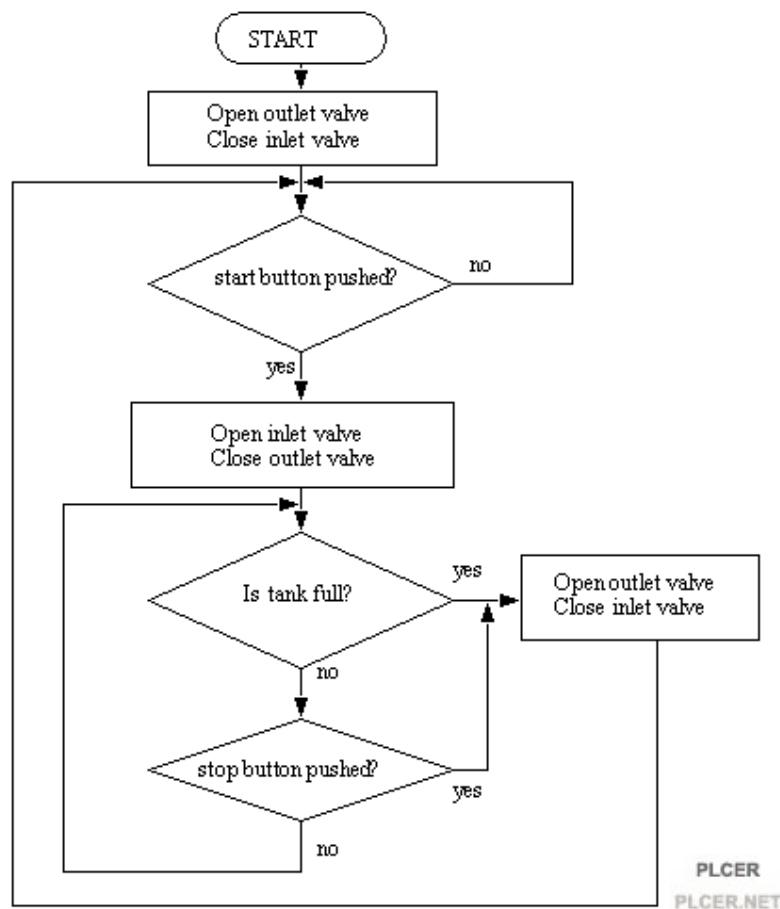 START
Open outlet valve
Close inlet valve
start button pushed?
no
yes
Open inlet valve
Close outlet valve
Is tank full?
yes
Open outlet valve
Close inlet valve
no
stop button pushed?
yes
no
PLCER
PLCER.NET